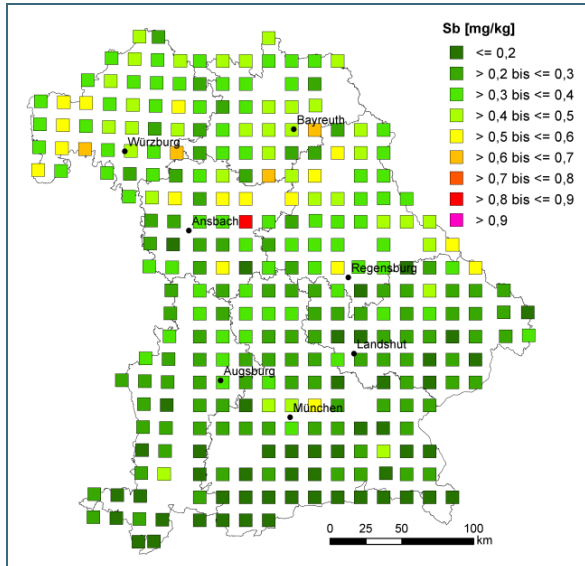 Sb [mg/kg]
<= 0,2
> 0,2 bis <= 0,3
> 0,3 bis <= 0,4
> 0,4 bis <= 0,5
> 0,5 bis <= 0,6
> 0,6 bis <= 0,7
> 0,7 bis <= 0,8
> 0,8 bis <= 0,9
> 0,9
Bayreuth
Würzburg
Ansbach
Regensburg
Landshut
Augsburg
München
0 25 50 100
km